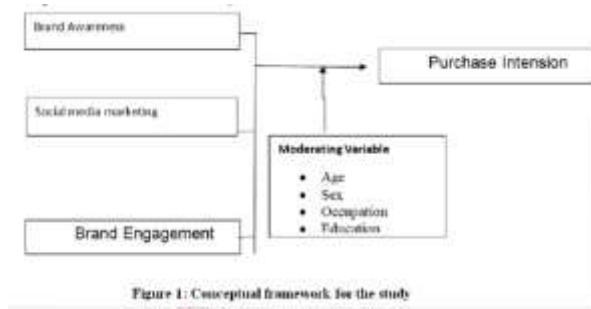 Brand Awareness
Purchase Intension
Social media marketing
Moderating Variable
• Age
• Sex
• Occupation
• Education
Brand Engagement
Figure 1: Conceptual framework for the study